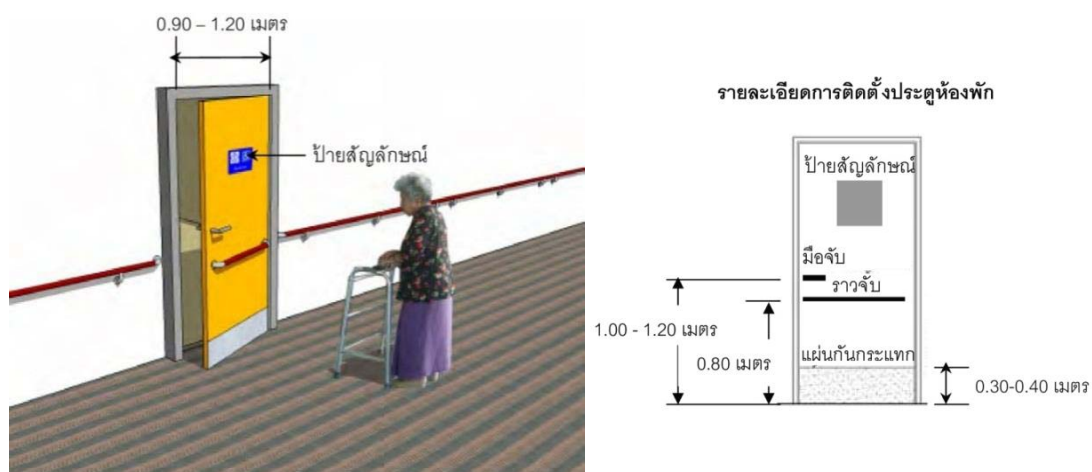 0.90 – 1.20 เมตร
ป้ายสัญลักษณ์
รายละเอียดการติดตั้งประตูห้องพัก
ป้ายสัญลักษณ์
มือจับ
ราวจับ
1.00 - 1.20 เมตร
0.80 เมตร
แผ่นกันกระแทก
0.30-0.40 เมตร